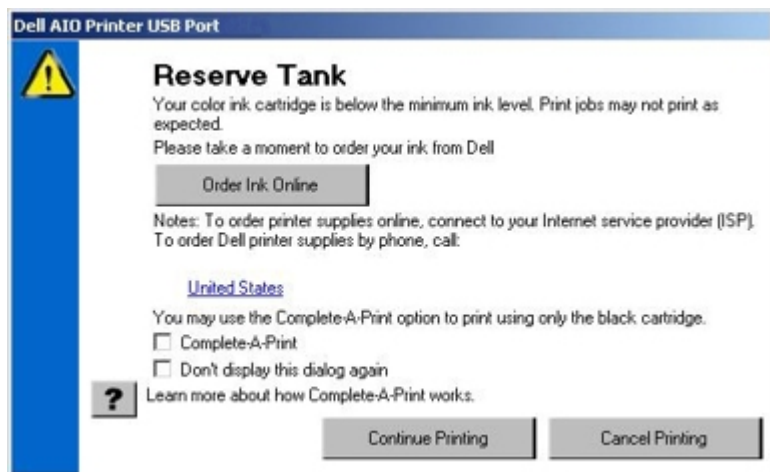 Dell AIO Printer USB Port
Reserve Tank
Your color ink cartridge is below the minimum ink level. Print jobs may not print as
expected.
Please take a moment to order your ink from Dell
Order Ink Online
Notes: To order printer supplies online, connect to your Internet service provider (ISP).
To order Dell printer supplies by phone, call:
United States
You may use the Complete-A-Print option to print using only the black cartridge.
Complete-A-Print
Don't display this dialog again
? Learn more about how Complete-A-Print works.
Continue Printing Cancel Printing